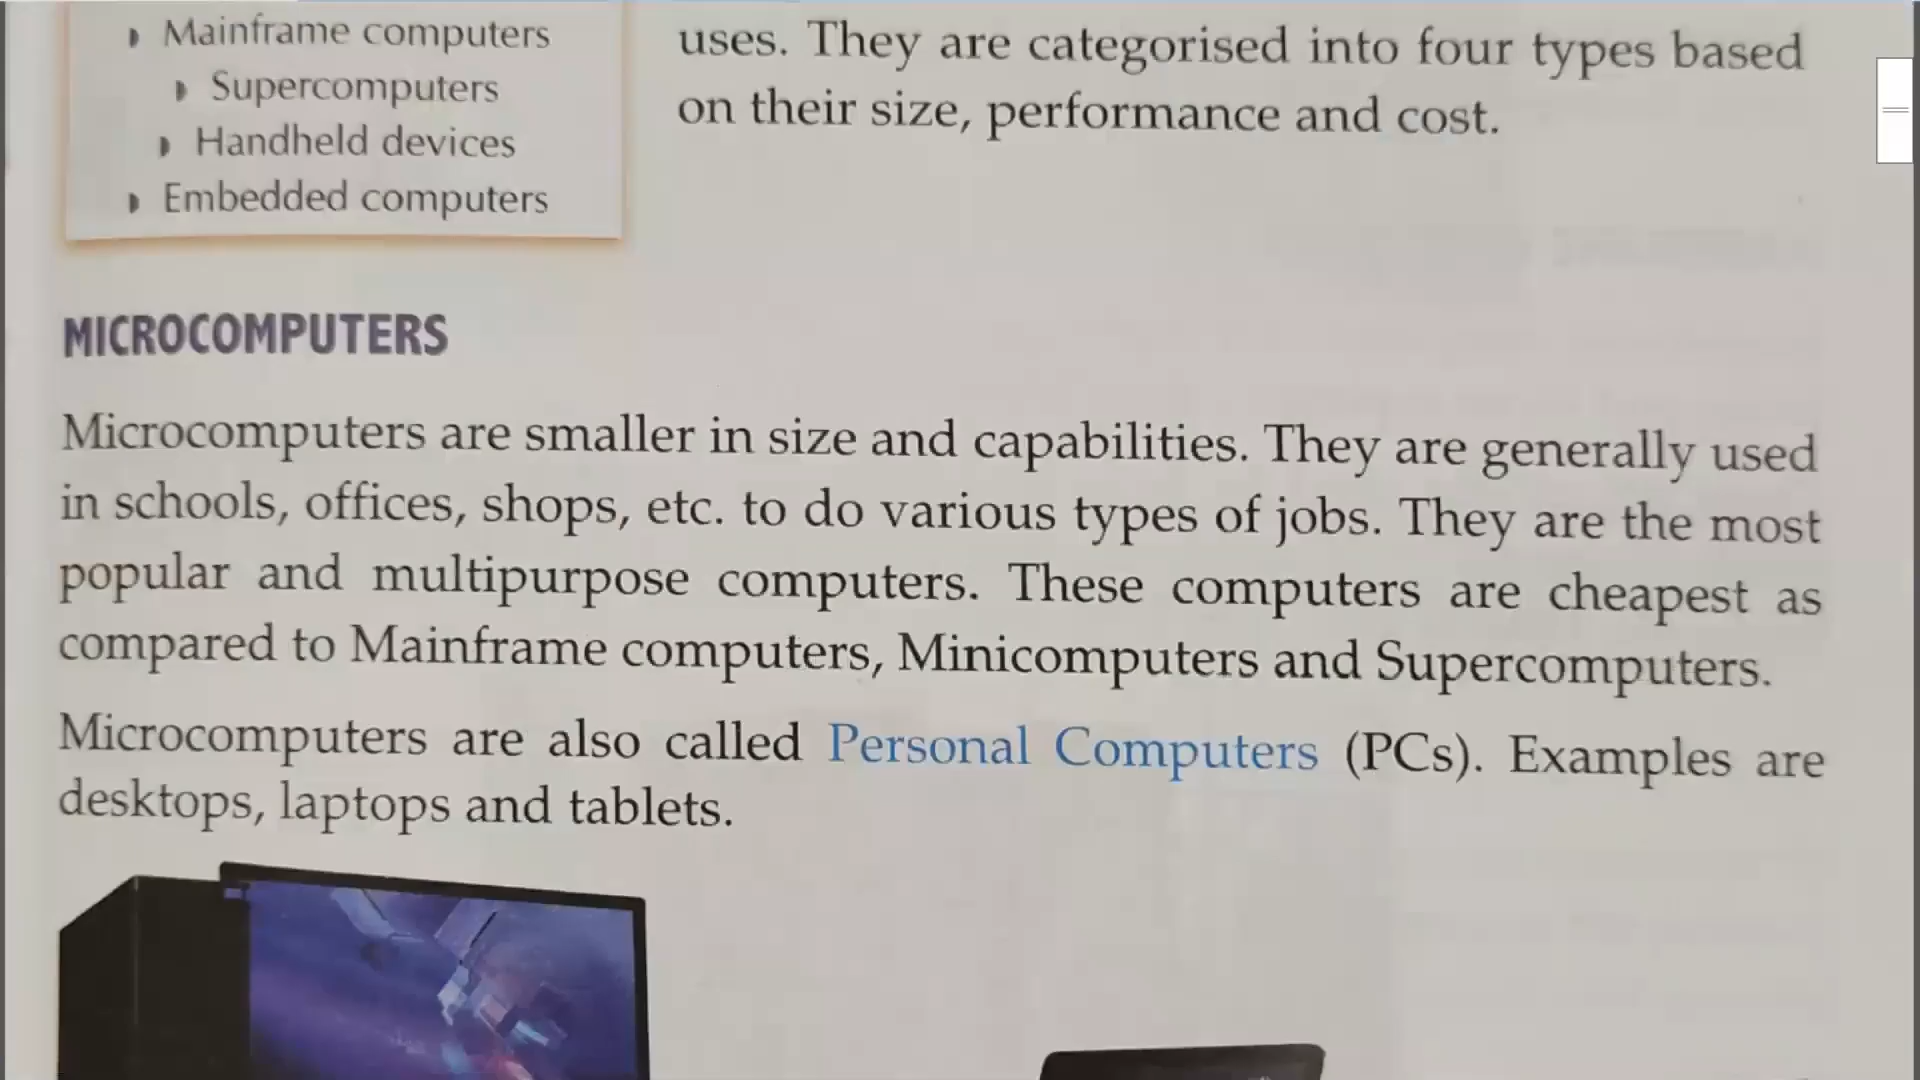 Mainframe computers
Supercomputers
Handheld devices
Embedded computers
uses. They are categorised into four types based
on their size, performance and cost.
MICROCOMPUTERS
Microcomputers are smaller in size and capabilities. They are generally used
in schools, offices, shops, etc. to do various types of jobs. They are the most
popular and multipurpose computers. These computers are cheapest as
compared to Mainframe computers, Minicomputers and Supercomputers.
Microcomputers are also called Personal Computers (PCs). Examples are
desktops, laptops and tablets.